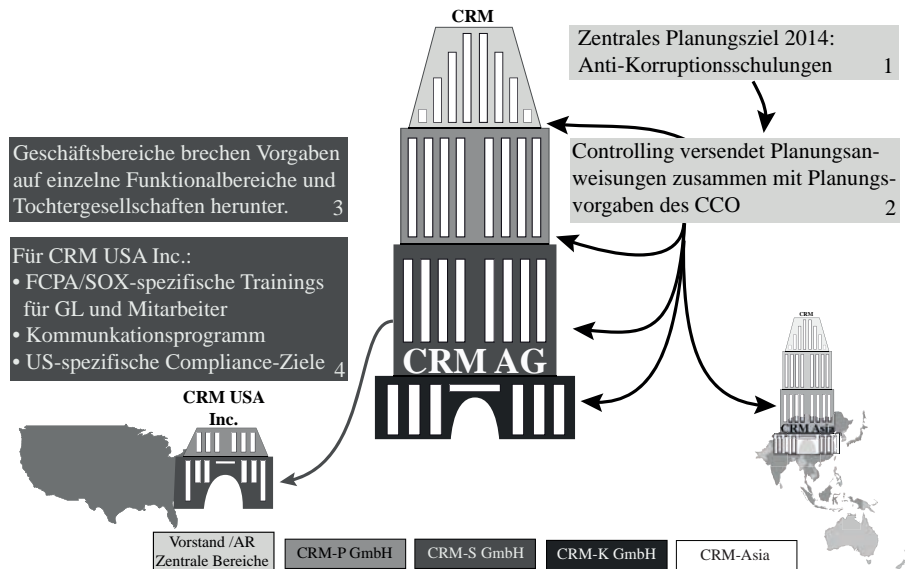 CRM
Zentrales Planungsziel 2014:
Anti-Korruptionsschulungen 1
Geschäftsbereiche brechen Vorgaben
auf einzelne Funktionalbereiche und
Tochtergesellschaften herunter. 3
Controlling versendet Planungsan-
weisungen zusammen mit Planungs-
vorgaben des CCO 2
Für CRM USA Inc.:
• FCPA/SOX-spezifische Trainings
für GL und Mitarbeiter
• Kommunkationsprogramm
• US-spezifische Compliance-Ziele 4
CRM AG
CRM
CRM Asia
CRM USA
Inc.
Vorstand /AR
Zentrale Bereiche
CRM-P GmbH
CRM-S GmbH
CRM-K GmbH
CRM-Asia